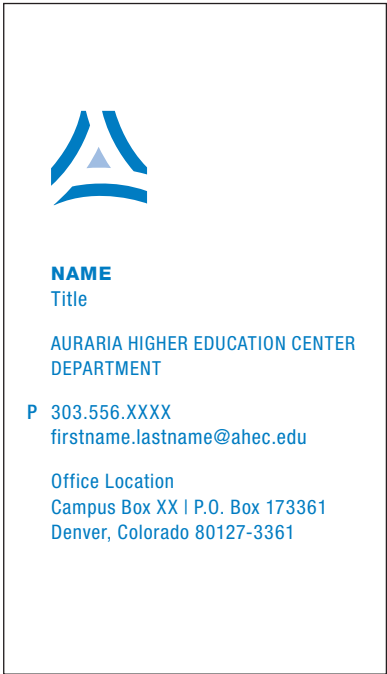 NAME
Title
AURARIA HIGHER EDUCATION CENTER
DEPARTMENT
P 303.556.XXXX
firstname.lastname@ahec.edu
Office Location
Campus Box XX | P.O. Box 173361
Denver, Colorado 80127-3361